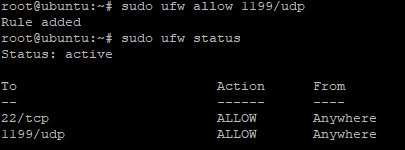 root@ubuntu:~# sudo ufw allow 1199/udp
Rule added
root@ubuntu:~# sudo ufw status
Status: active
To Action From
-- ------ ----
22/tcp ALLOW Anywhere
1199/udp ALLOW Anywhere